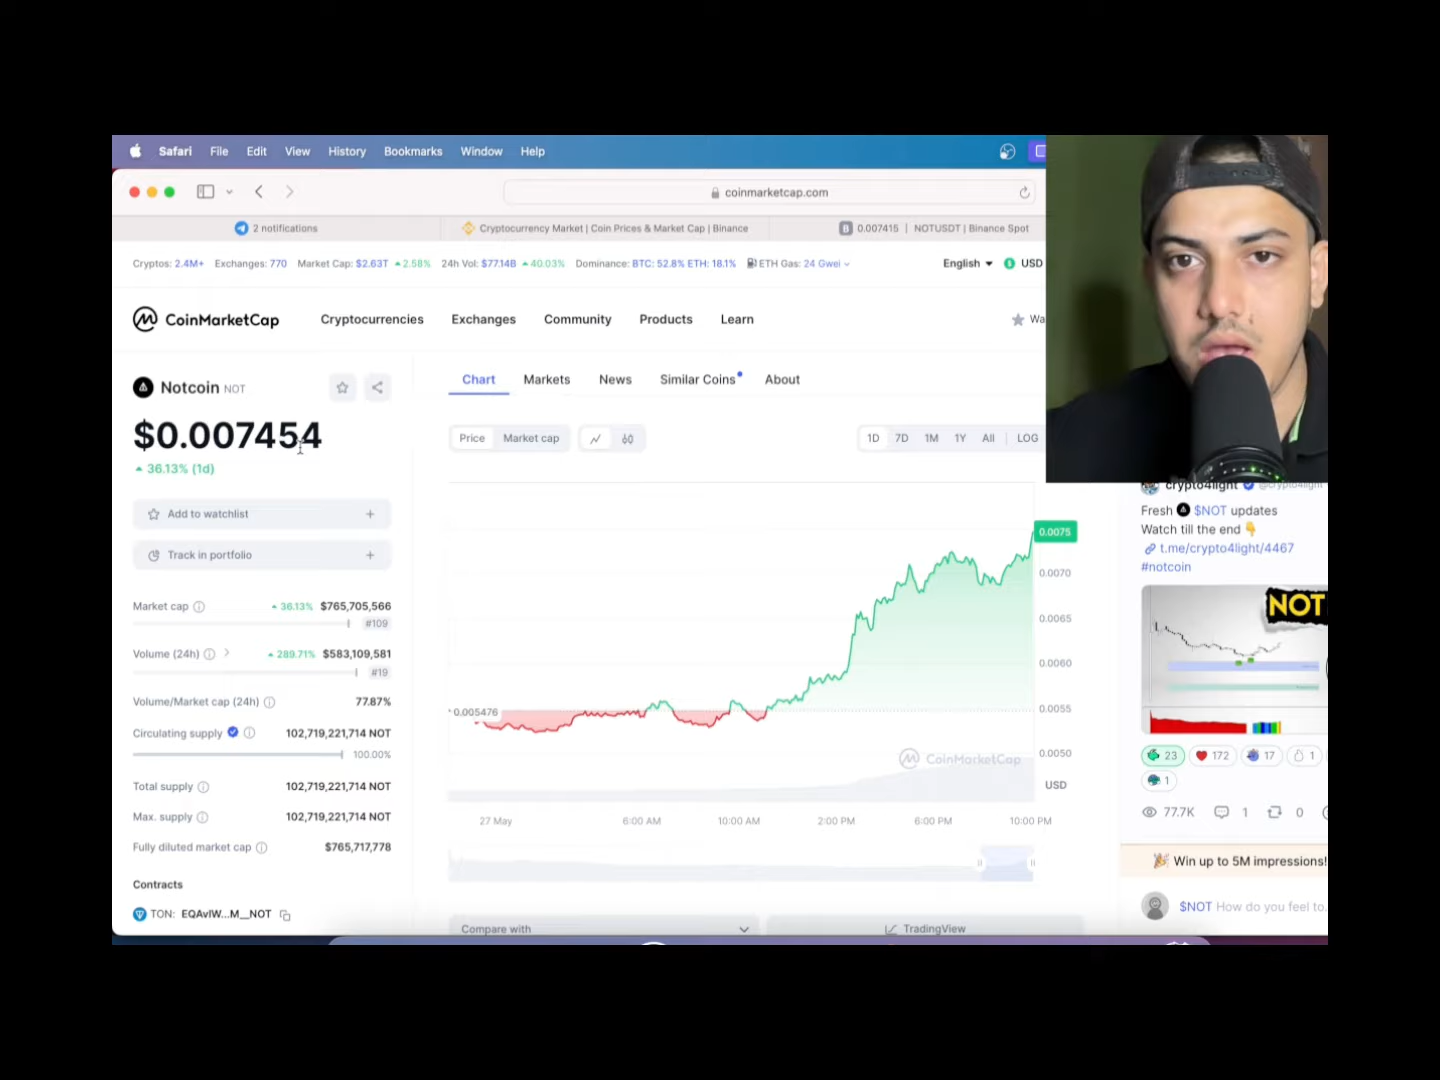 Safari File Edit View History Bookmarks Window Help
coinmarketcap.com
2 notifications Cryptocurrency Market | Coin Prices & Market Cap | Binance 0.007415 | NOTUSDT | Binance Spot
Cryptos: 2.4M+ Exchanges: 770 Market Cap: $2.63T 2.58% 24h Vol: $77.14B 40.03% Dominance: BTC: 52.8% ETH: 18.1% ETH Gas: 24 Gwei English USD
CoinMarketCap Cryptocurrencies Exchanges Community Products Learn Wa
Notcoin NOT
$0.007454
36.13% (1d)
Add to watchlist +
Track in portfolio +
Market cap 36.13% $765,705,566
#109
Volume (24h) 289.71% $583,109,581
#19
Volume/Market cap (24h) 77.87%
Circulating supply 102,719,221,714 NOT
100.00%
Total supply 102,719,221,714 NOT
Max. supply 102,719,221,714 NOT
Fully diluted market cap $765,717,778
Contracts
TON: EQAvlW...M__NOT
Chart Markets News Similar Coins About
Price Market cap 1D 7D 1M 1Y All LOG
0.0075
0.0070
0.0065
0.0060
0.005476 0.0055
0.0050
CoinMarketCap
USD
27 May 6:00 AM 10:00 AM 2:00 PM 6:00 PM 10:00 PM
Compare with TradingView
crypto4light @crypto4light
Fresh $NOT updates
Watch till the end
t.me/crypto4light/4467
#notcoin
NOT
23 172 17 1
1
77.7K 1 0
Win up to 5M impressions!
$NOT How do you feel to..